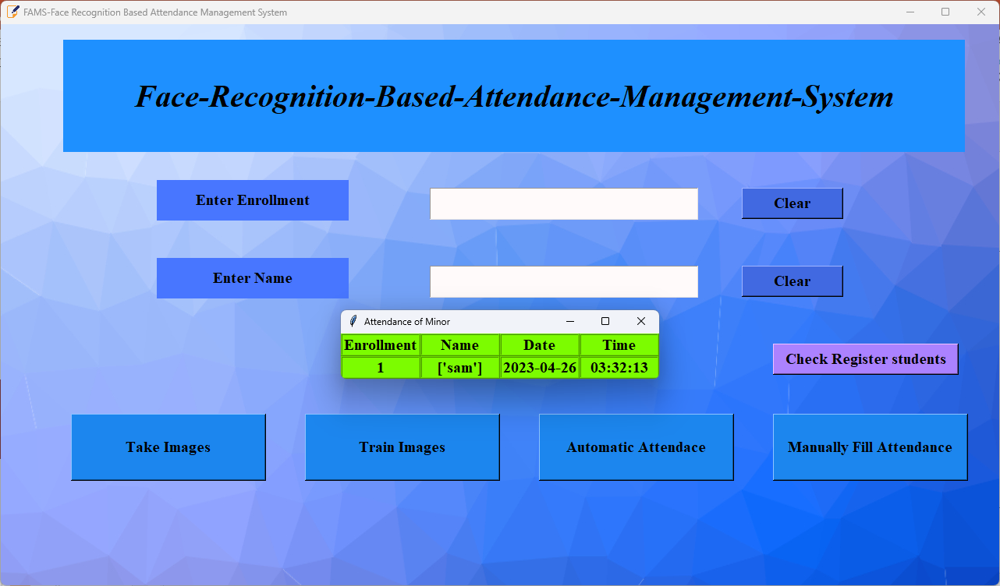 FAMS-Face Recognition Based Attendance Management System
Face-Recognition-Based-Attendance-Management-System
Enter Enrollment
Clear
Enter Name
Clear
Attendance of Minor
Enrollment Name Date Time
1 ['sam'] 2023-04-26 03:32:13
Check Register students
Take Images
Train Images
Automatic Attendace
Manually Fill Attendance